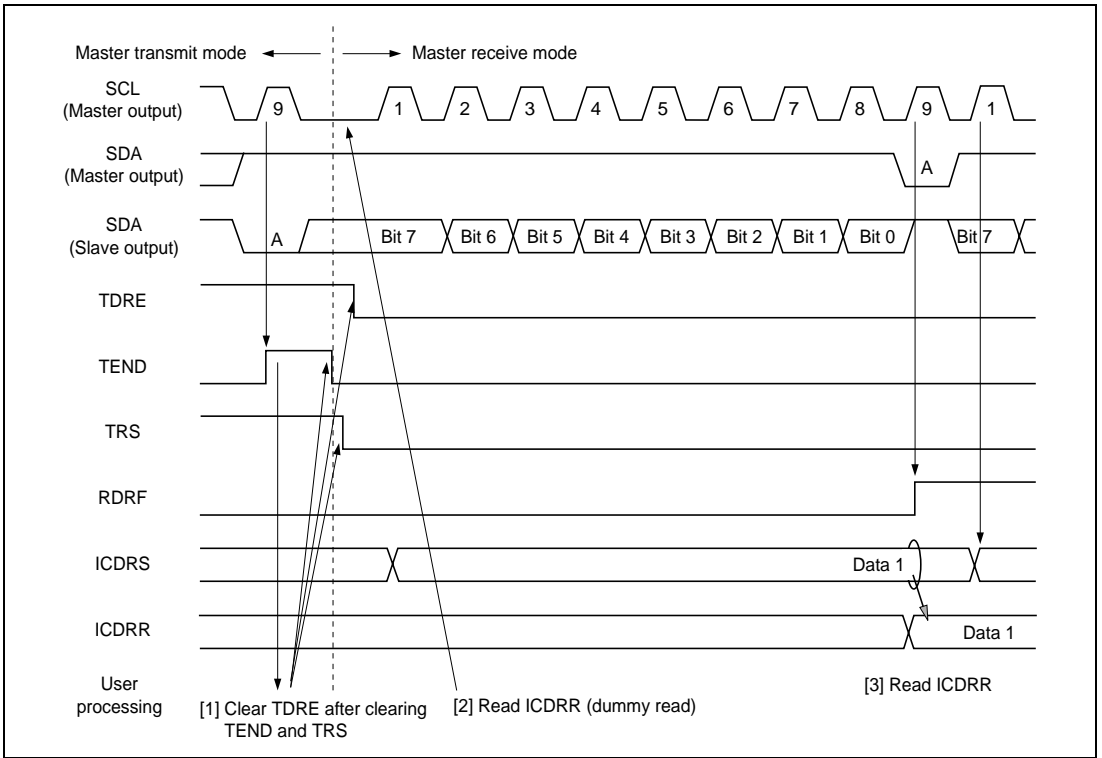 Master transmit mode Master receive mode
SCL
(Master output)
9 1 2 3 4 5 6 7 8 9 1
SDA
(Master output)
A
SDA
(Slave output)
A Bit 7 Bit 6 Bit 5 Bit 4 Bit 3 Bit 2 Bit 1 Bit 0 Bit 7
TDRE
TEND
TRS
RDRF
ICDRS
Data 1
ICDRR
Data 1
User
processing
[1] Clear TDRE after clearing
TEND and TRS
[2] Read ICDRR (dummy read)
[3] Read ICDRR